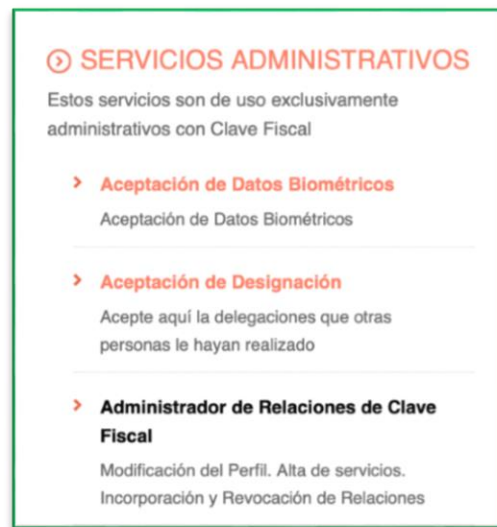 SERVICIOS ADMINISTRATIVOS
Estos servicios son de uso exclusivamente
administrativos con Clave Fiscal
Aceptación de Datos Biométricos
Aceptación de Datos Biométricos
Aceptación de Designación
Acepte aquí la delegaciones que otras
personas le hayan realizado
Administrador de Relaciones de Clave
Fiscal
Modificación del Perfil. Alta de servicios.
Incorporación y Revocación de Relaciones